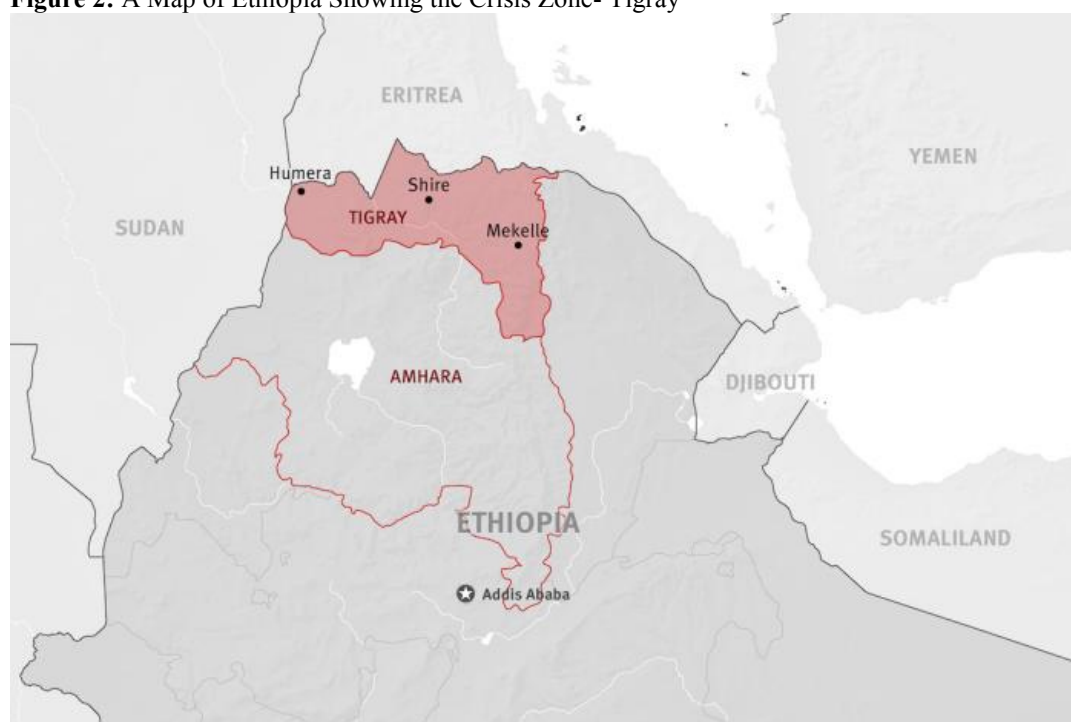 Figure 2: A Map of Ethiopia Showing the Crisis Zone- Tigray
ERITREA
YEMEN
Humera
Shire
TIGRAY
SUDAN
Mekelle
AMHARA
DJIBOUTI
ETHIOPIA
SOMALILAND
Addis Ababa